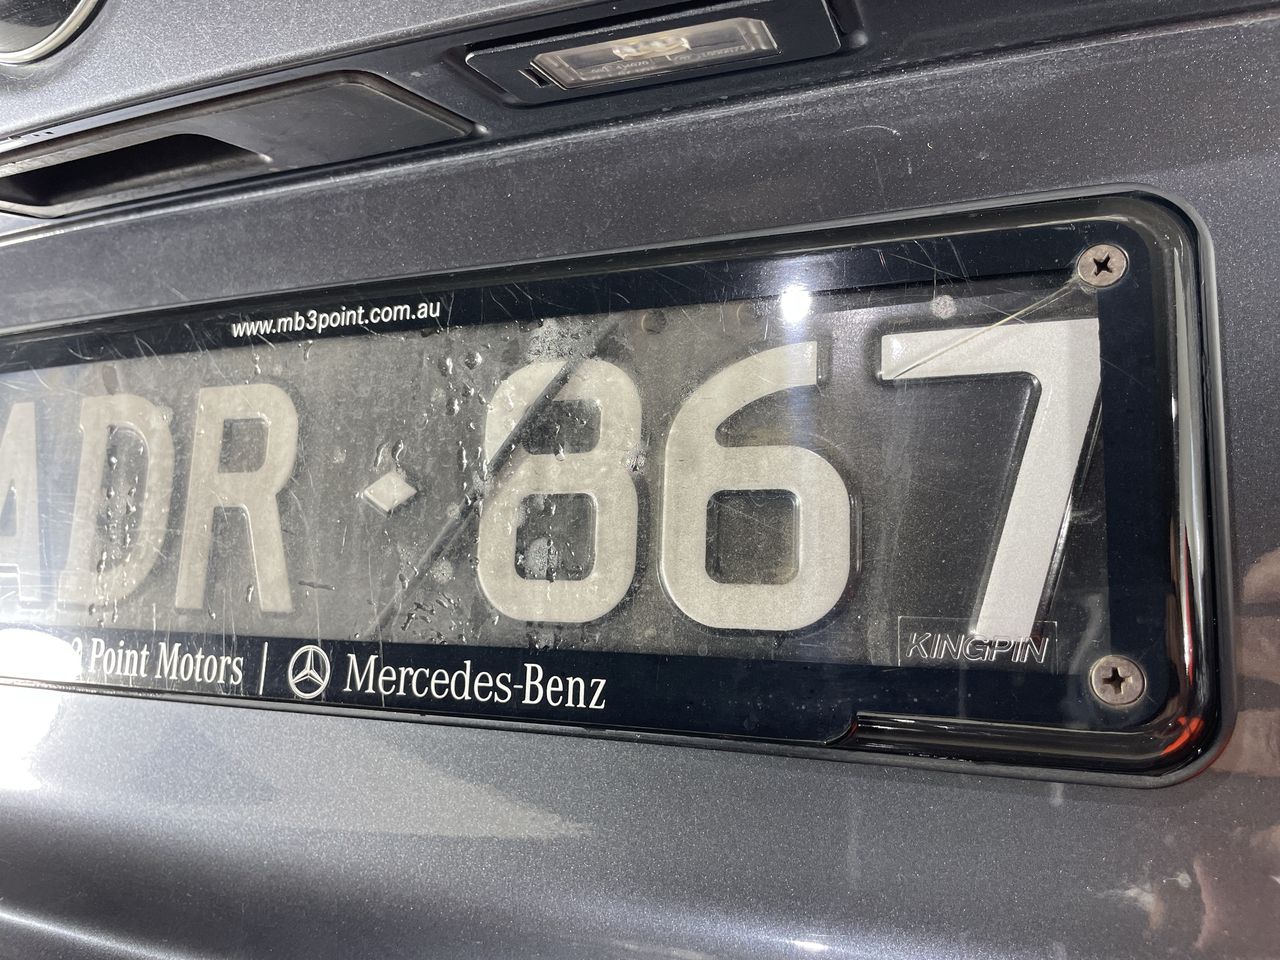 www.mb3point.com.au
ADR·867
KINGPIN
Point Motors | Mercedes-Benz